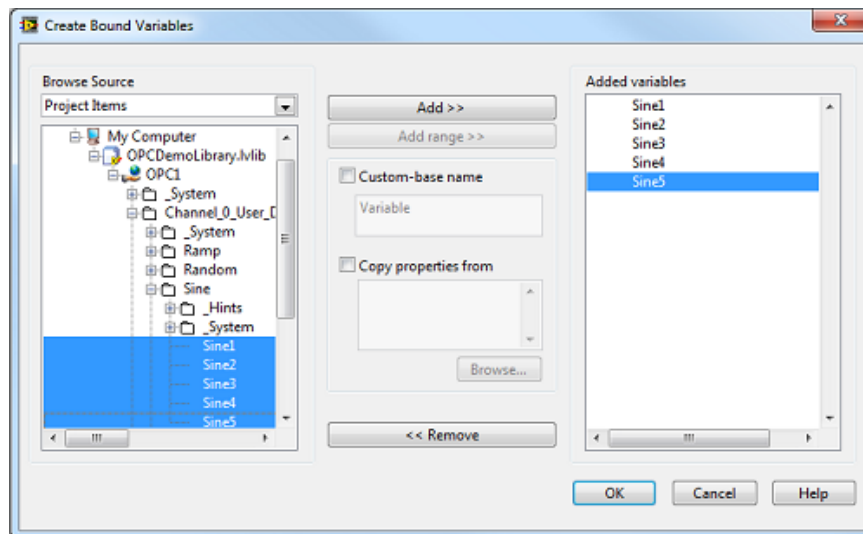 Create Bound Variables
Browse Source
Project Items
My Computer
OPCDemoLibrary.lvlib
OPC1
_System
Channel_0_User_D
_System
Ramp
Random
Sine
_Hints
_System
Sine1
Sine2
Sine3
Sine4
Sine5
Add >>
Add range >>
Custom-base name
Variable
Copy properties from
Browse...
<< Remove
Added variables
Sine1
Sine2
Sine3
Sine4
Sine5
OK
Cancel
Help